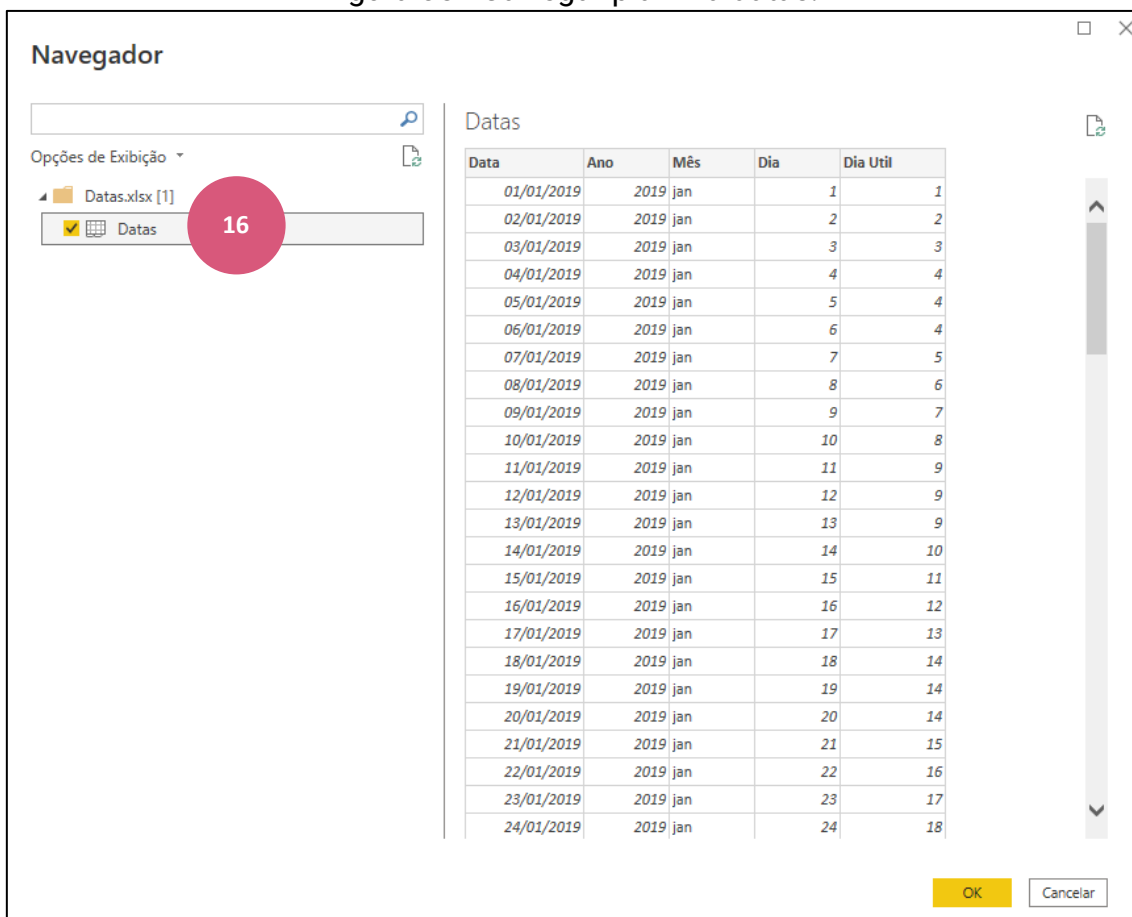 Navegador
Opções de Exibição
Datas.xlsx [1]
Datas
16
Datas
Data Ano Mês Dia Dia Util
01/01/2019 2019 jan 1 1
02/01/2019 2019 jan 2 2
03/01/2019 2019 jan 3 3
04/01/2019 2019 jan 4 4
05/01/2019 2019 jan 5 4
06/01/2019 2019 jan 6 4
07/01/2019 2019 jan 7 5
08/01/2019 2019 jan 8 6
09/01/2019 2019 jan 9 7
10/01/2019 2019 jan 10 8
11/01/2019 2019 jan 11 9
12/01/2019 2019 jan 12 9
13/01/2019 2019 jan 13 9
14/01/2019 2019 jan 14 10
15/01/2019 2019 jan 15 11
16/01/2019 2019 jan 16 12
17/01/2019 2019 jan 17 13
18/01/2019 2019 jan 18 14
19/01/2019 2019 jan 19 14
20/01/2019 2019 jan 20 14
21/01/2019 2019 jan 21 15
22/01/2019 2019 jan 22 16
23/01/2019 2019 jan 23 17
24/01/2019 2019 jan 24 18
OK Cancelar